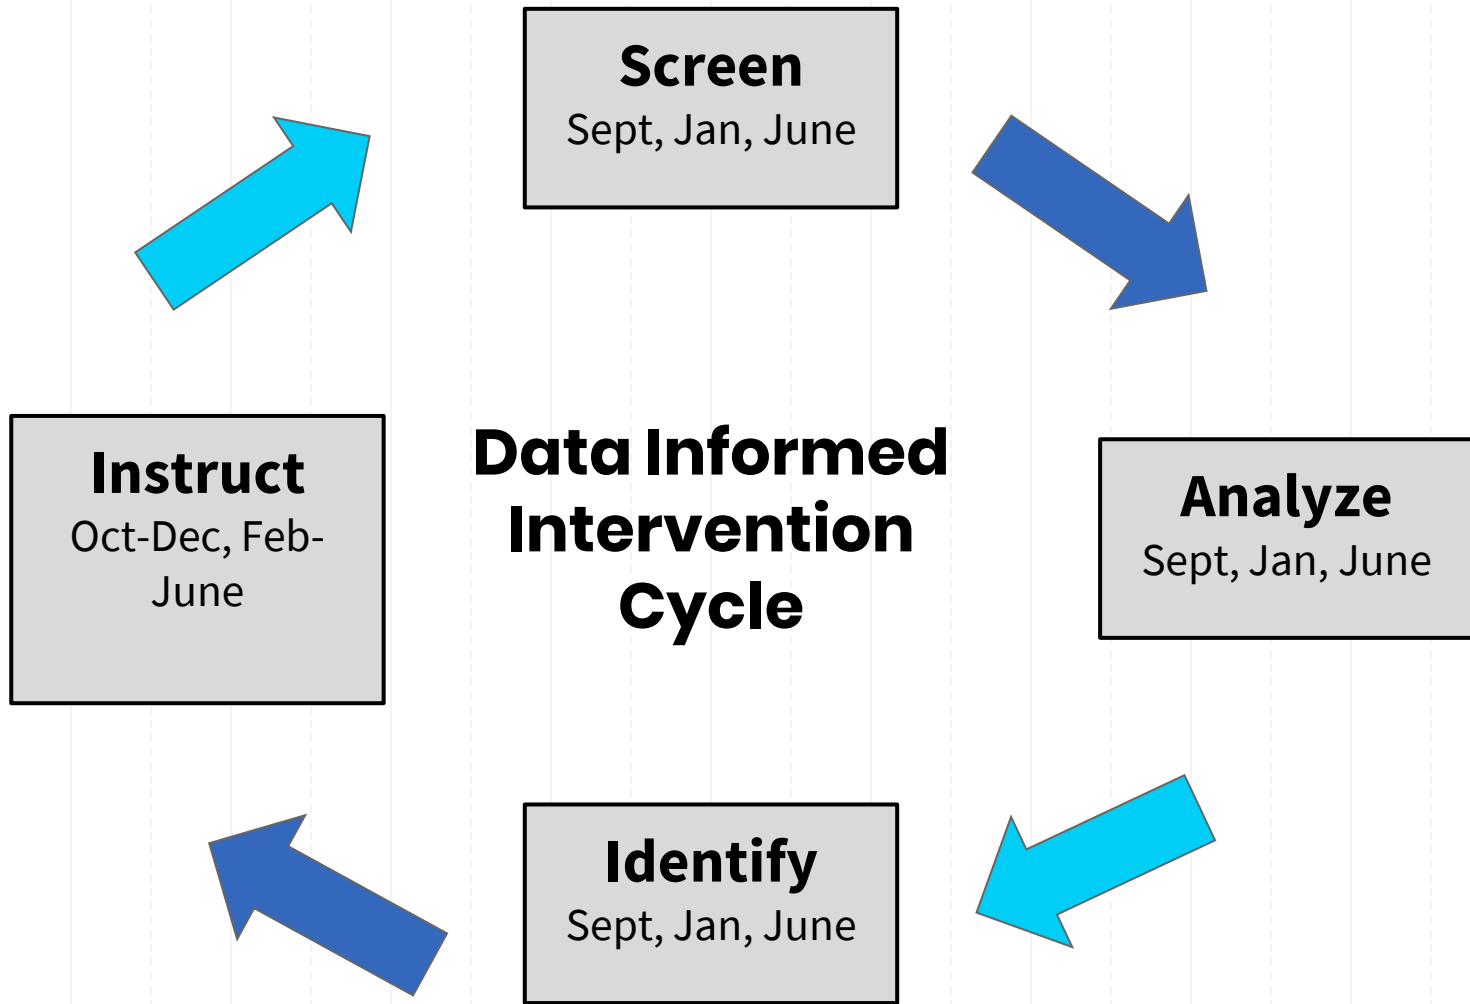 Screen
Sept, Jan, June
Data Informed
Intervention
Cycle
Instruct
Oct-Dec, Feb-
June
Analyze
Sept, Jan, June
Identify
Sept, Jan, June